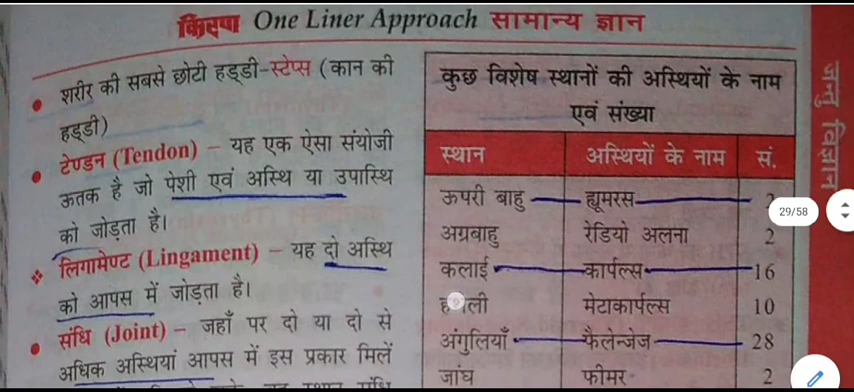 किरण One Liner Approach सामान्य ज्ञान
शरीर की सबसे छोटी हड्डी-स्टेप्स (कान की
हड्डी)
टेण्डन (Tendon) – यह एक ऐसा संयोजी
ऊतक है जो पेशी एवं अस्थि या उपास्थि
को जोड़ता है।
लिगामेण्ट (Lingament) – यह दो अस्थि
को आपस में जोड़ता है।
संधि (Joint) – जहाँ पर दो या दो से
अधिक अस्थियां आपस में इस प्रकार मिलें
कुछ विशेष स्थानों की अस्थियों के नाम
एवं संख्या
स्थान अस्थियों के नाम सं.
ऊपरी बाहु ह्यूमरस
अग्रबाहु रेडियो अलना 2
कलाई कार्पल्स 16
मेटाकार्पल्स 10
अंगुलियाँ फैलेन्जेज 28
जांघ फीमर 2
जन्तु विज्ञान
29/58